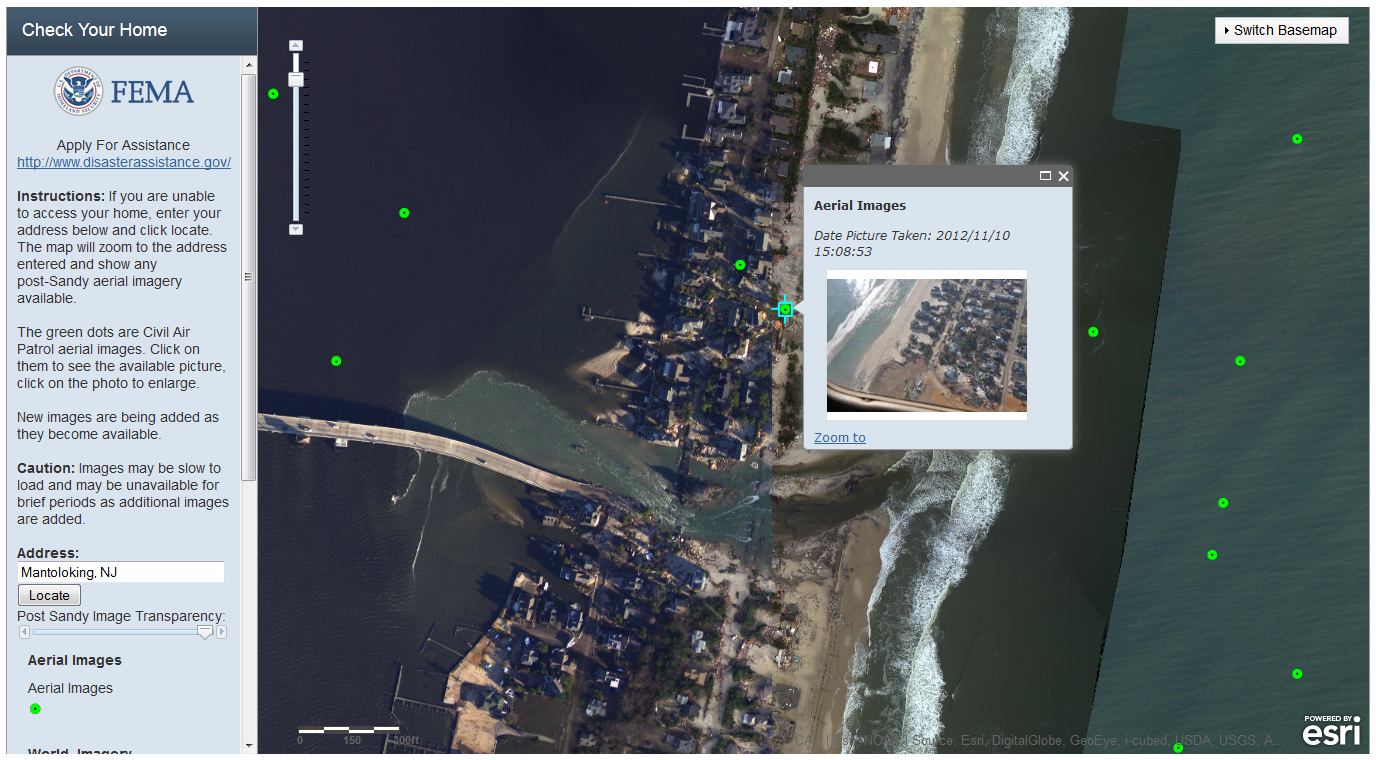 Check Your Home
FEMA
Apply For Assistance
http://www.disasterassistance.gov/
Instructions: If you are unable
to access your home, enter your
address below and click locate.
The map will zoom to the address
entered and show any
post-Sandy aerial imagery
available.
The green dots are Civil Air
Patrol aerial images. Click on
them to see the available picture,
click on the photo to enlarge.
New images are being added as
they become available.
Caution: Images may be slow to
load and may be unavailable for
brief periods as additional images
are added.
Address:
Mantoloking, NJ
Locate
Post Sandy Image Transparency:
Aerial Images
Aerial Images
World Imagery
Switch Basemap
Aerial Images
Date Picture Taken: 2012/11/10
15:08:53
Zoom to
0 150 300ft
Source: Esri, DigitalGlobe, GeoEye, i-cubed, USDA, USGS, A...
POWERED BY
esri